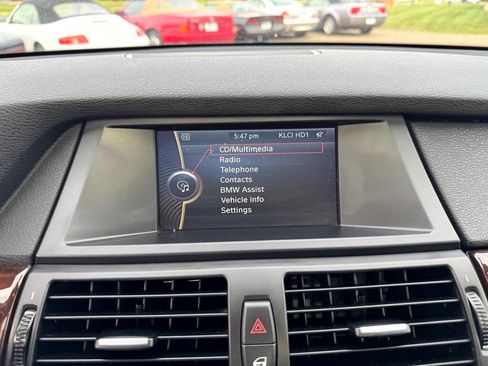 5:47 pm KLCI HD1
CD/Multimedia
Radio
Telephone
Contacts
BMW Assist
Vehicle Info
Settings